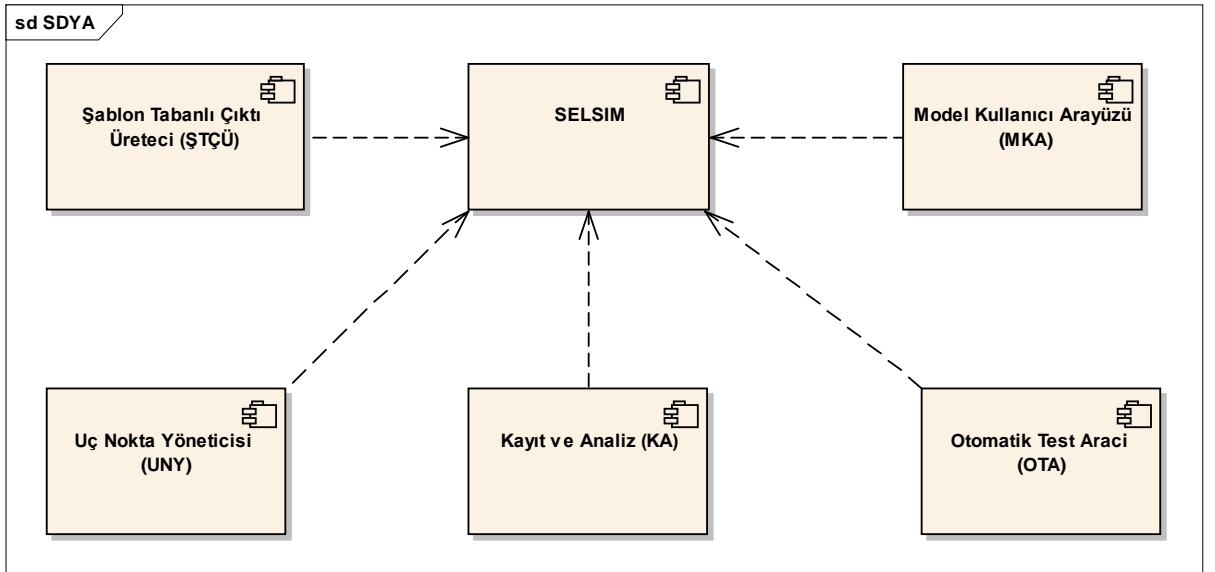 sd SDYA
Şablon Tabanlı Çıktı
Üreteci (ŞTÇÜ)
SELSIM
Model Kullanıcı Arayüzü
(MKA)
Uç Nokta Yöneticisi
(UNY)
Kayıt ve Analiz (KA)
Otomatik Test Araci
(OTA)